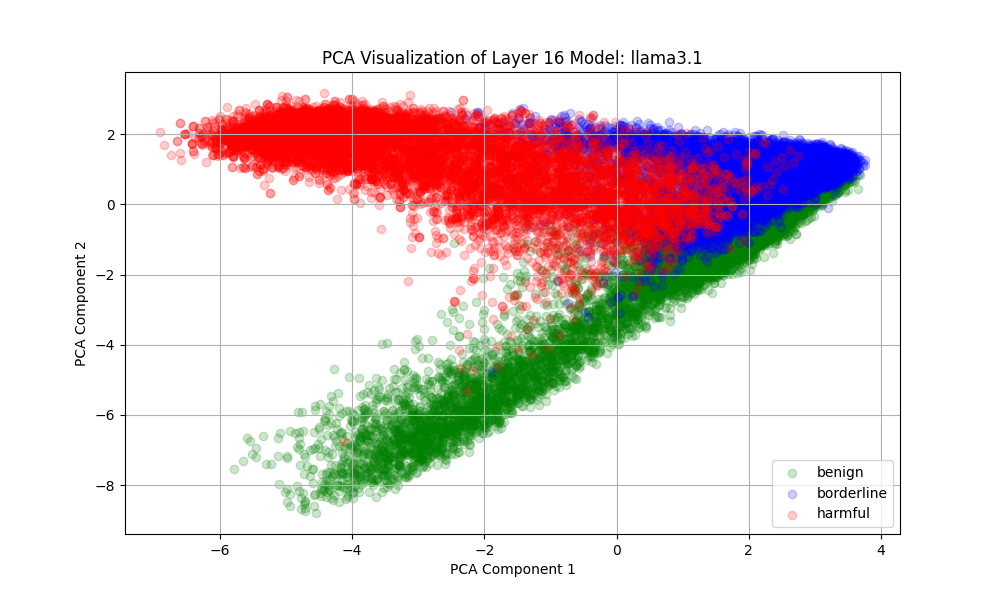 PCA Visualization of Layer 16 Model: llama3.1
PCA Component 2
2
0
−2
−4
−6
−8
−6
−4
−2
0
2
4
PCA Component 1
benign
borderline
harmful